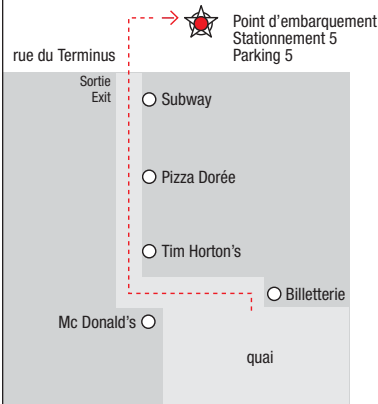 Point d'embarquement
Stationnement 5
Parking 5
rue du Terminus
Sortie
Exit
Subway
Pizza Dorée
Tim Horton's
Billetterie
Mc Donald's
quai